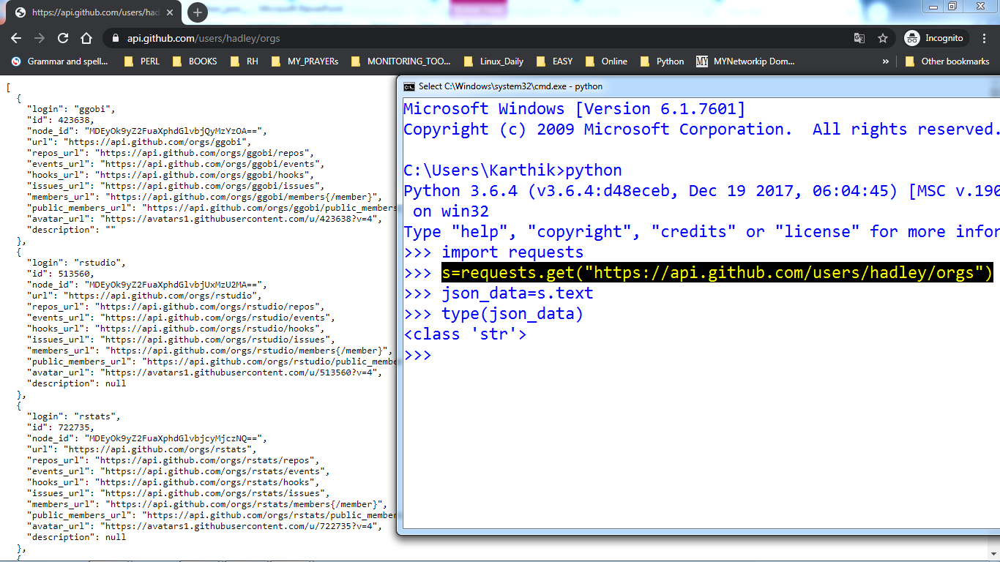 https://api.github.com/users/had
api.github.com/users/hadley/orgs
Incognito
Grammar and spell...
PERL
BOOKS
RH
MY_PRAYERs
MONITORING_TOO...
Linux_Daily
EASY
Online
Python
MY
MYNetworkip Dom...
»
Other bookmarks
[
{
"login": "ggobi",
"id": 423638,
"node_id": "MDEyOk9yZ2FuaXphdGlvbjQyMzYzOA==",
"url": "https://api.github.com/orgs/ggobi",
"repos_url": "https://api.github.com/orgs/ggobi/repos",
"events_url": "https://api.github.com/orgs/ggobi/events",
"hooks_url": "https://api.github.com/orgs/ggobi/hooks",
"issues_url": "https://api.github.com/orgs/ggobi/issues",
"members_url": "https://api.github.com/orgs/ggobi/members{/member}",
"public_members_url": "https://api.github.com/orgs/ggobi/public_members
"avatar_url": "https://avatars1.githubusercontent.com/u/423638?v=4",
"description": ""
},
{
"login": "rstudio",
"id": 513560,
"node_id": "MDEyOk9yZ2FuaXphdGlvbjUxMzU2MA==",
"url": "https://api.github.com/orgs/rstudio",
"repos_url": "https://api.github.com/orgs/rstudio/repos",
"events_url": "https://api.github.com/orgs/rstudio/events",
"hooks_url": "https://api.github.com/orgs/rstudio/hooks",
"issues_url": "https://api.github.com/orgs/rstudio/issues",
"members_url": "https://api.github.com/orgs/rstudio/members{/member}",
"public_members_url": "https://api.github.com/orgs/rstudio/public_membe
"avatar_url": "https://avatars1.githubusercontent.com/u/513560?v=4",
"description": null
},
{
"login": "rstats",
"id": 722735,
"node_id": "MDEyOk9yZ2FuaXphdGlvbjcyMjczNQ==",
"url": "https://api.github.com/orgs/rstats",
"repos_url": "https://api.github.com/orgs/rstats/repos",
"events_url": "https://api.github.com/orgs/rstats/events",
"hooks_url": "https://api.github.com/orgs/rstats/hooks",
"issues_url": "https://api.github.com/orgs/rstats/issues",
"members_url": "https://api.github.com/orgs/rstats/members{/member}",
"public_members_url": "https://api.github.com/orgs/rstats/public_member
"avatar_url": "https://avatars1.githubusercontent.com/u/722735?v=4",
"description": null
},
{
Select C:\Windows\system32\cmd.exe - python
Microsoft Windows [Version 6.1.7601]
Copyright (c) 2009 Microsoft Corporation.  All rights reserved.
C:\Users\Karthik>python
Python 3.6.4 (v3.6.4:d48eceb, Dec 19 2017, 06:04:45) [MSC v.190
on win32
Type "help", "copyright", "credits" or "license" for more infor
>>> import requests
>>> s=requests.get("https://api.github.com/users/hadley/orgs")
>>> json_data=s.text
>>> type(json_data)
<class 'str'>
>>>